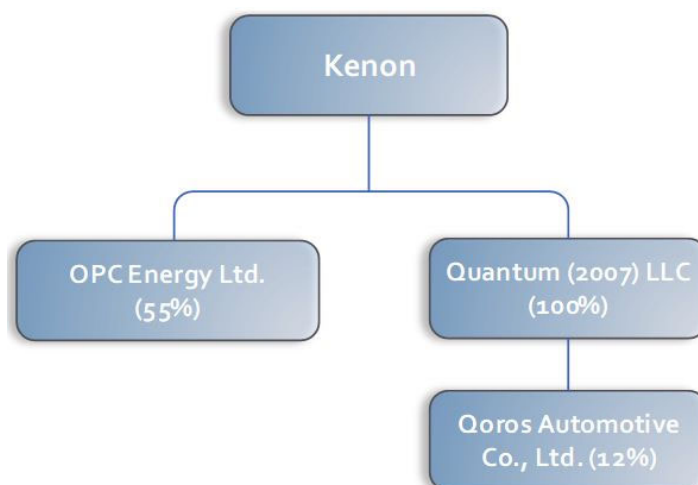 Kenon
OPC Energy Ltd.
(55%)
Quantum (2007) LLC
(100%)
Qoros Automotive
Co., Ltd. (12%)